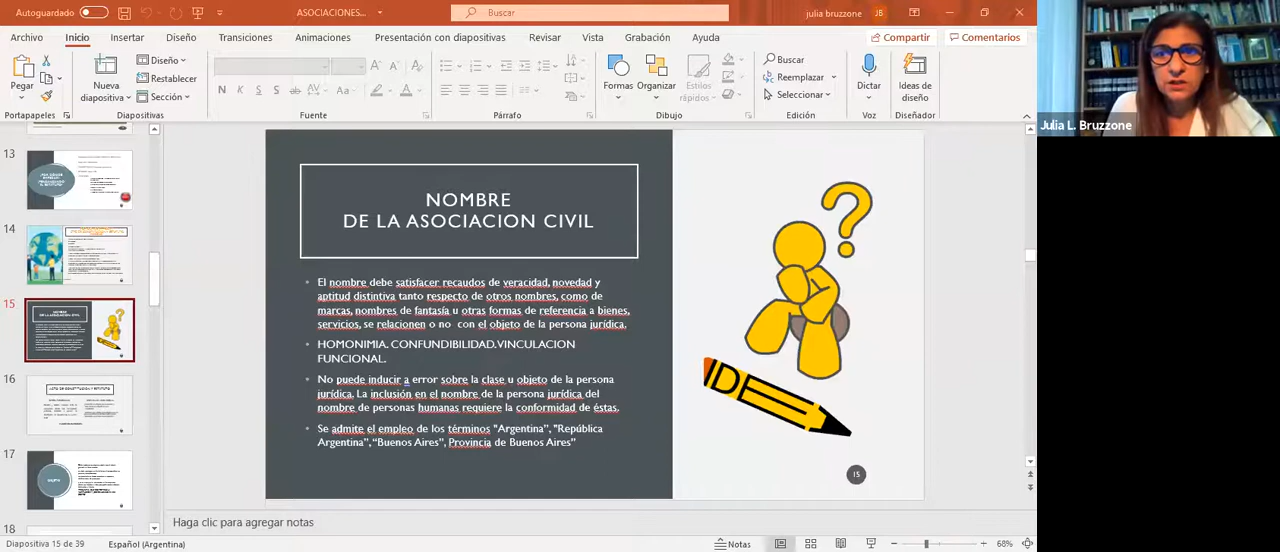 Autoguardado
ASOCIACIONES...
Buscar
julia bruzzone
JB
Archivo
Inicio
Insertar
Diseño
Transiciones
Animaciones
Presentación con diapositivas
Revisar
Vista
Grabación
Ayuda
Compartir
Comentarios
Pegar
Nueva
diapositiva
Diseño
Restablecer
Sección
N K S S ab AV Aa
Formas
Organizar
Estilos
rápidos
Buscar
Reemplazar
Seleccionar
Dictar
Ideas de
diseño
Portapapeles
Diapositivas
Fuente
Párrafo
Dibujo
Edición
Voz
Diseñador
Julia L. Bruzzone
13
14
15
16
17
18
NOMBRE
DE LA ASOCIACION CIVIL
El nombre debe satisfacer recaudos de veracidad, novedad y
aptitud distintiva tanto respecto de otros nombres, como de
marcas, nombres de fantasía u otras formas de referencia a bienes,
servicios, se relacionen o no con el objeto de la persona jurídica.
HOMONIMIA. CONFUNDIBILIDAD.VINCULACION
FUNCIONAL.
No puede inducir a error sobre la clase u objeto de la persona
jurídica. La inclusión en el nombre de la persona jurídica del
nombre de personas humanas requiere la conformidad de éstas.
Se admite el empleo de los términos "Argentina", "República
Argentina", "Buenos Aires", Provincia de Buenos Aires"
?
IDE
15
Haga clic para agregar notas
Diapositiva 15 de 39
Español (Argentina)
Notas
68%